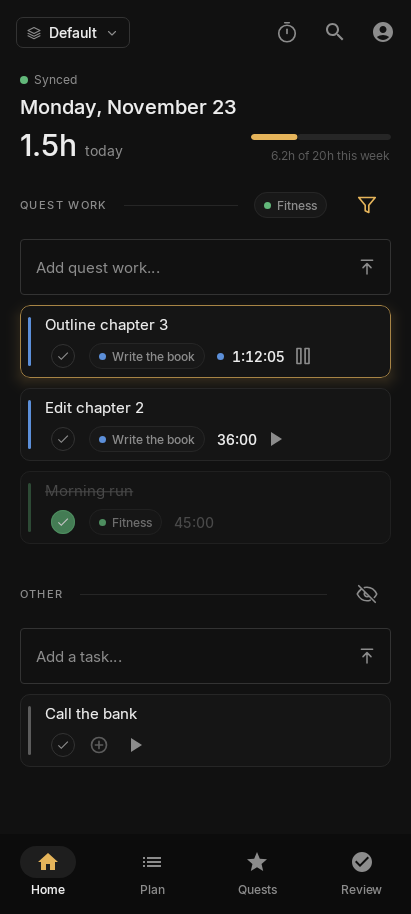 Default
Synced
Monday, November 23
1.5h today
6.2h of 20h this week
QUEST WORK
Fitness
Add quest work...
Outline chapter 3
Write the book 1:12:05
Edit chapter 2
Write the book 36:00
Morning run
Fitness 45:00
OTHER
Add a task...
Call the bank
Home Plan Quests Review